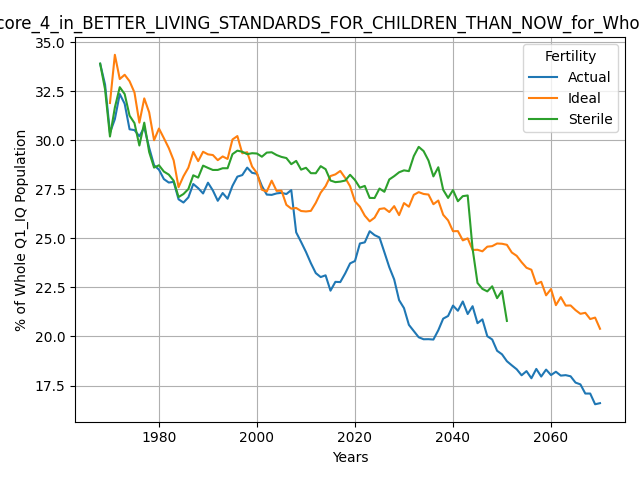 core_4_in_BETTER_LIVING_STANDARDS_FOR_CHILDREN_THAN_NOW_for_Who
35.0
32.5
30.0
27.5
25.0
22.5
20.0
17.5
% of Whole Q1_IQ Population
Fertility
Actual
Ideal
Sterile
1980
2000
2020
2040
2060
Years